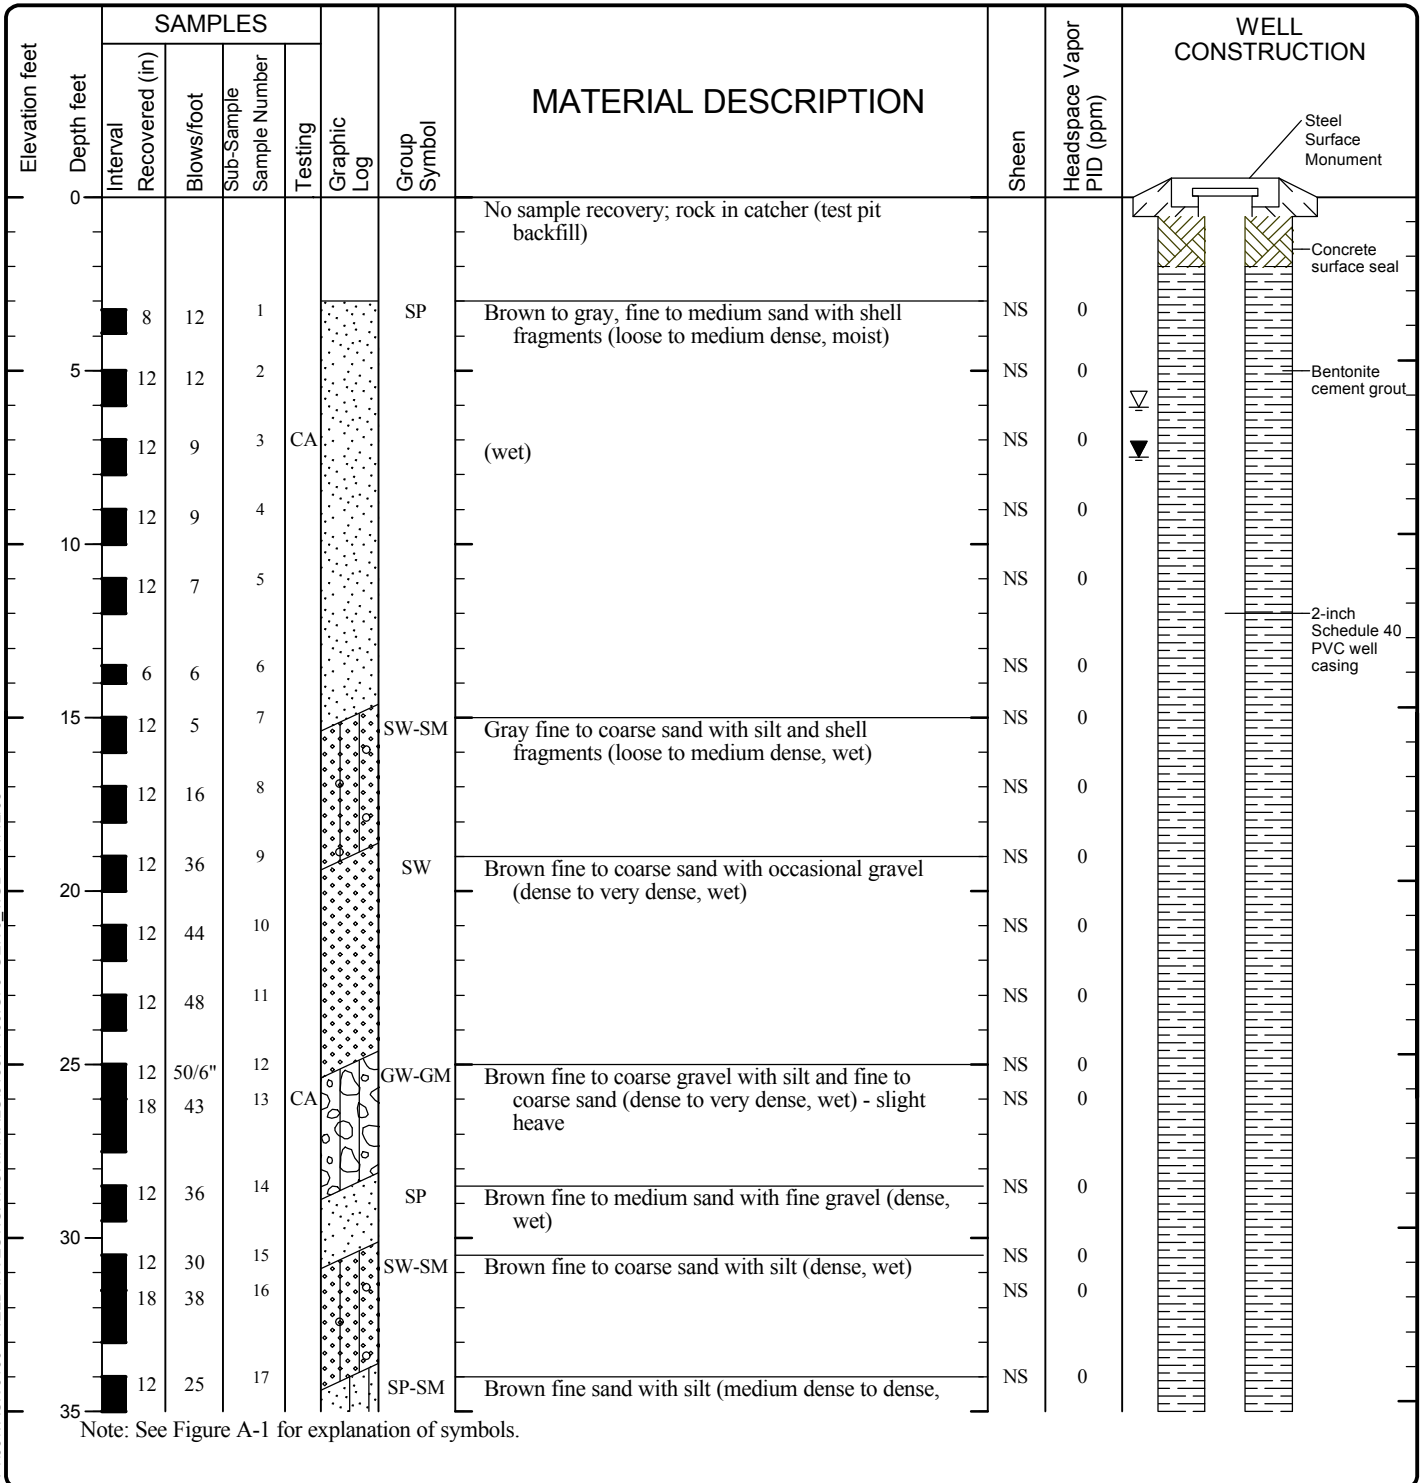 SAMPLES
Elevation feet
Depth feet
Interval
Recovered (in)
Blows/foot
Sub-Sample
Sample Number
Testing
Graphic
Log
Group
Symbol
MATERIAL DESCRIPTION
Sheen
Headspace Vapor
PID (ppm)
WELL
CONSTRUCTION
Steel
Surface
Monument
0
No sample recovery; rock in catcher (test pit
backfill)
Concrete
surface seal
8 12 1 SP Brown to gray, fine to medium sand with shell NS 0
fragments (loose to medium dense, moist)
5 12 12 2 NS 0
Bentonite
cement grout
12 9 3 CA (wet) NS 0
12 9 4 NS 0
10
12 7 5 NS 0
2-inch
Schedule 40
PVC well
casing
6 6 6 NS 0
15 12 5 7 SW-SM Gray fine to coarse sand with silt and shell NS 0
fragments (loose to medium dense, wet)
12 16 8 NS 0
12 36 9 SW Brown fine to coarse sand with occasional gravel NS 0
20 (dense to very dense, wet)
12 44 10 NS 0
12 48 11 NS 0
25 12 50/6" 12 GW-GM Brown fine to coarse gravel with silt and fine to NS 0
18 43 13 CA coarse sand (dense to very dense, wet) - slight NS 0
heave
12 36 14 SP Brown fine to medium sand with fine gravel (dense, NS 0
wet)
30
12 30 15 SW-SM Brown fine to coarse sand with silt (dense, wet) NS 0
18 38 16 NS 0
12 25 17 SP-SM Brown fine sand with silt (medium dense to dense, NS 0
35
Note: See Figure A-1 for explanation of symbols.